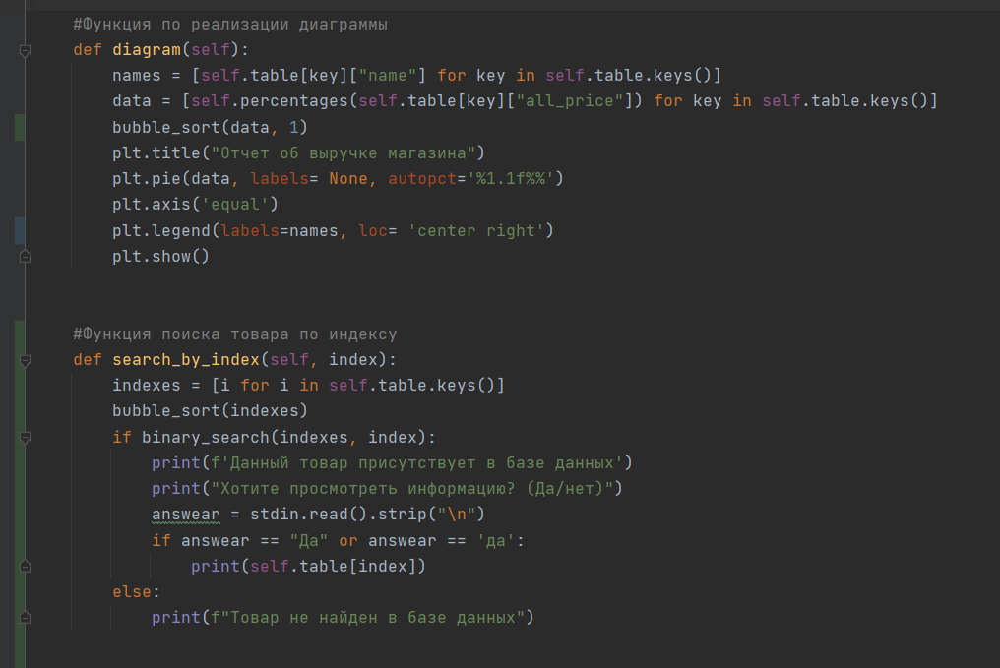 #Функция по реализации диаграммы
def diagram(self):
names = [self.table[key]["name"] for key in self.table.keys()]
data = [self.percentages(self.table[key]["all_price"]) for key in self.table.keys()]
bubble_sort(data, 1)
plt.title("Отчет об выручке магазина")
plt.pie(data, labels= None, autopct='%1.1f%%')
plt.axis('equal')
plt.legend(labels=names, loc= 'center right')
plt.show()
#Функция поиска товара по индексу
def search_by_index(self, index):
indexes = [i for i in self.table.keys()]
bubble_sort(indexes)
if binary_search(indexes, index):
print(f'Данный товар присутствует в базе данных')
print("Хотите просмотреть информацию? (Да/нет)")
answear = stdin.read().strip("\n")
if answear == "Да" or answear == 'да':
print(self.table[index])
else:
print(f"Товар не найден в базе данных")